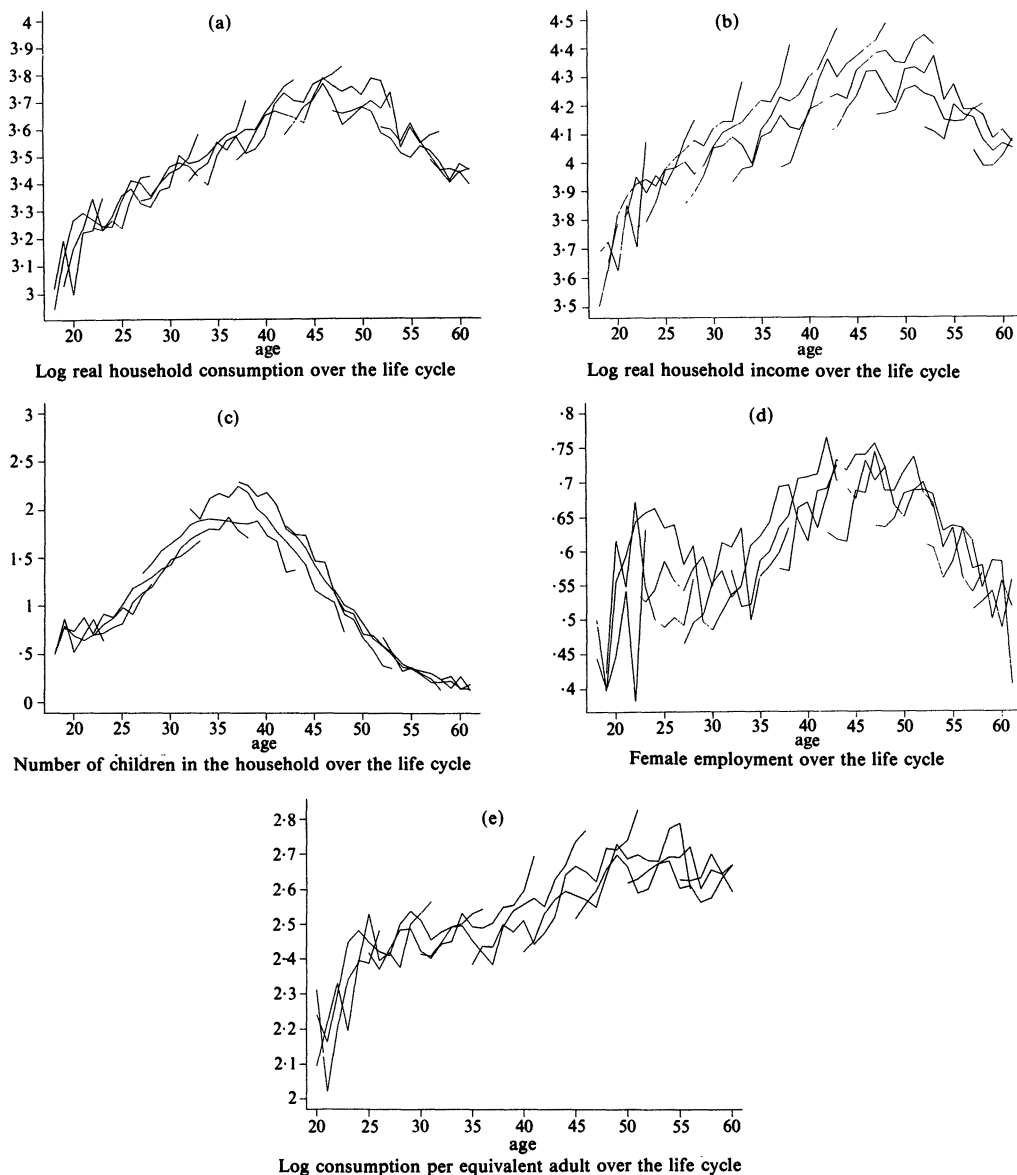 (a)
4
3·9
3·8
3·7
3·6
3·5
3·4
3·3
3·2
3·1
3
20 25 30 35 40 45 50 55 60
age
Log real household consumption over the life cycle
(b)
4·5
4·4
4·3
4·2
4·1
4
3·9
3·8
3·7
3·6
3·5
20 25 30 35 40 45 50 55 60
age
Log real household income over the life cycle
(c)
3
2·5
2
1·5
1
·5
0
20 25 30 35 40 45 50 55 60
age
Number of children in the household over the life cycle
(d)
·8
·75
·7
·65
·6
·55
·5
·45
·4
20 25 30 35 40 45 50 55 60
age
Female employment over the life cycle
(e)
2·8
2·7
2·6
2·5
2·4
2·3
2·2
2·1
2
20 25 30 35 40 45 50 55 60
age
Log consumption per equivalent adult over the life cycle